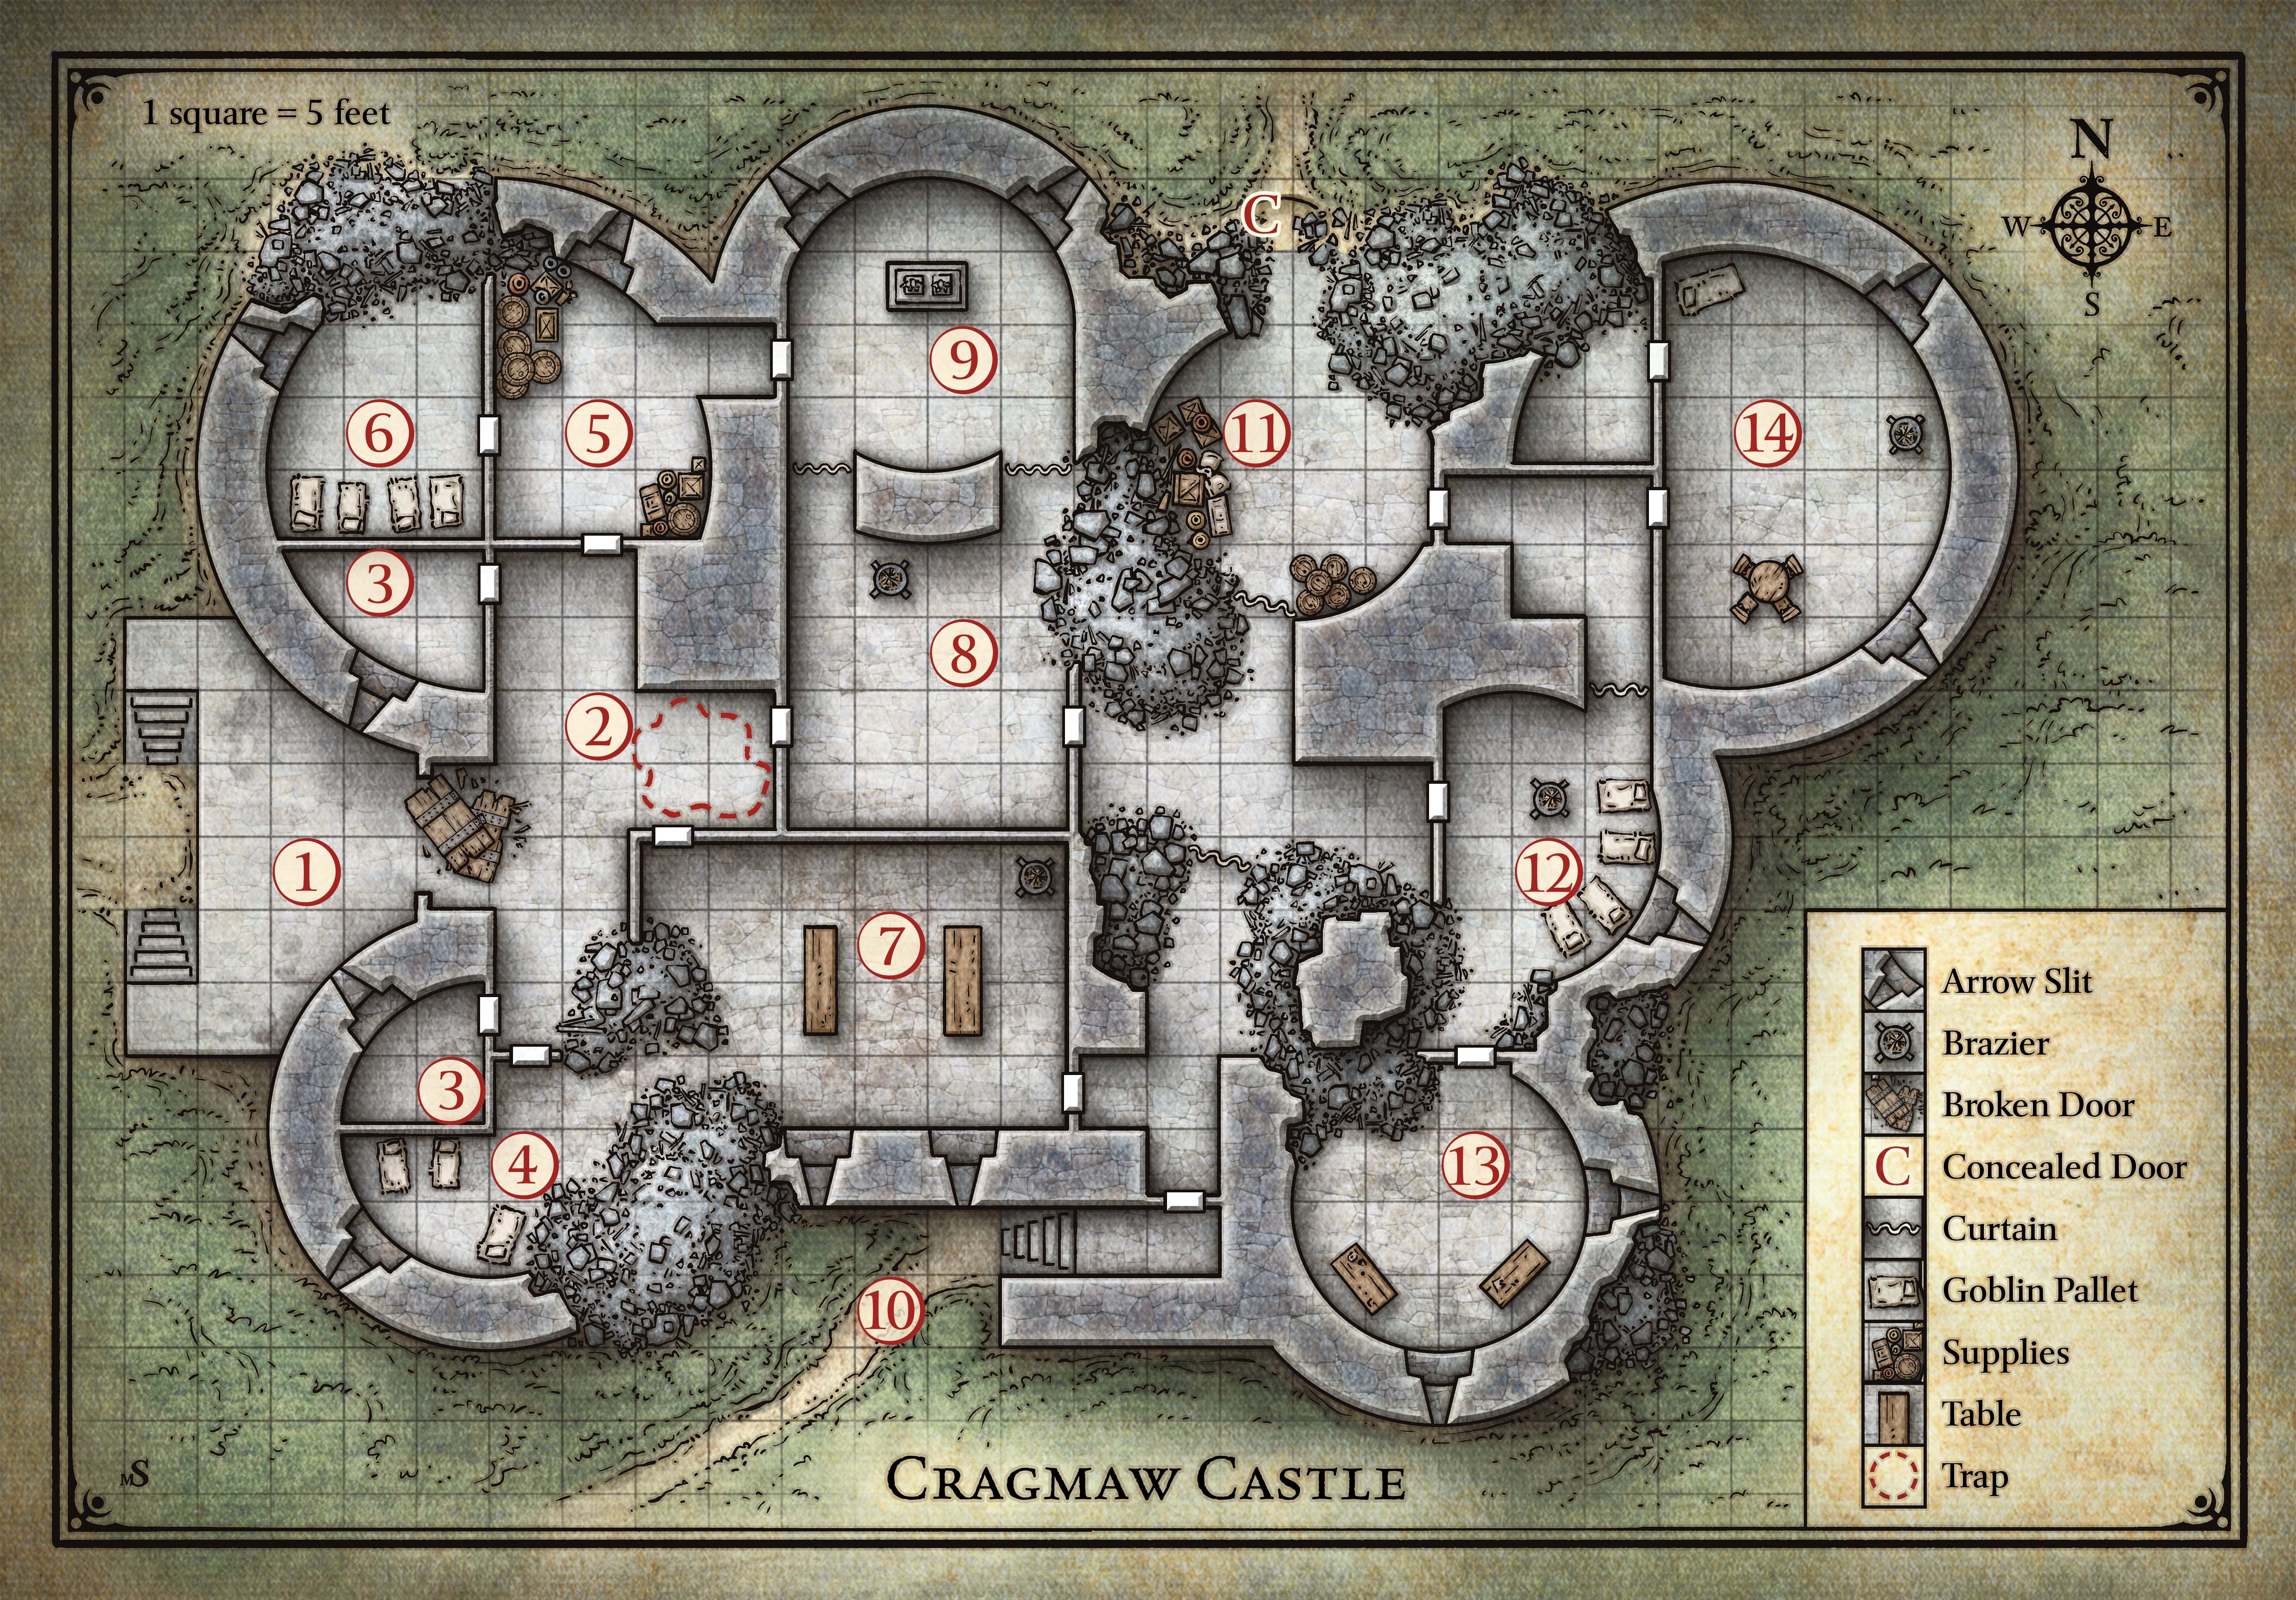 1 square = 5 feet
N
W E
S
C
9
6
5
11
14
3
8
2
1
12
7
3
4
13
10
Arrow Slit
Brazier
Broken Door
C Concealed Door
Curtain
Goblin Pallet
Supplies
Table
Trap
MS
CRAGMAW CASTLE